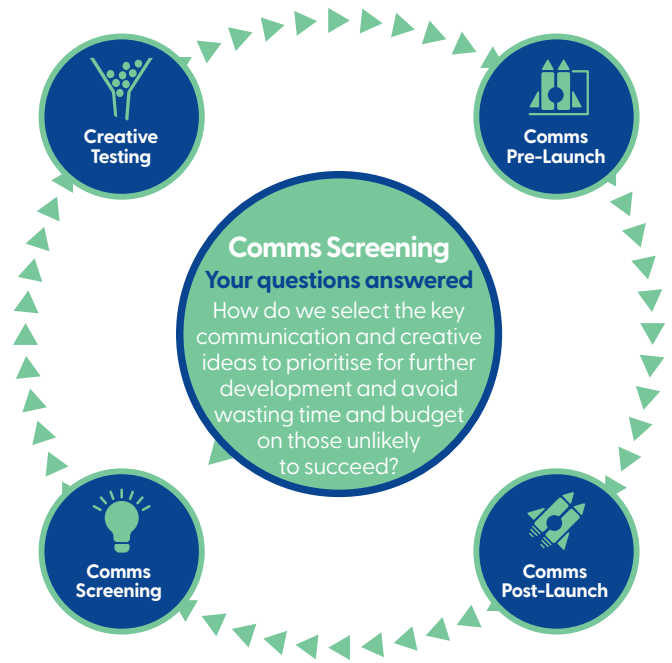 Creative
Testing
Comms
Pre-Launch
Comms Screening
Your questions answered
How do we select the key
communication and creative
ideas to prioritise for further
development and avoid
wasting time and budget
on those unlikely
to succeed?
Comms
Screening
Comms
Post-Launch